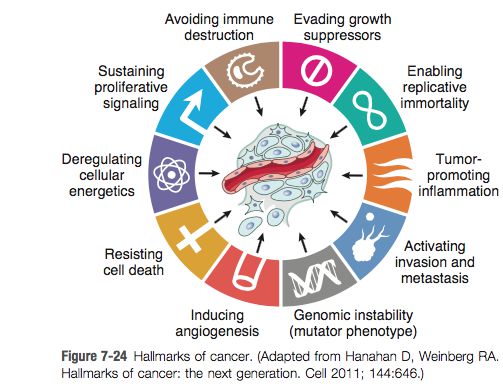 Avoiding immune
destruction
Evading growth
suppressors
Sustaining
proliferative
signaling
Enabling
replicative
immortality
Deregulating
cellular
energetics
Tumor-
promoting
inflammation
Resisting
cell death
Activating
invasion and
metastasis
Inducing
angiogenesis
Genomic instability
(mutator phenotype)
Figure 7-24 Hallmarks of cancer. (Adapted from Hanahan D, Weinberg RA.
Hallmarks of cancer: the next generation. Cell 2011; 144:646.)